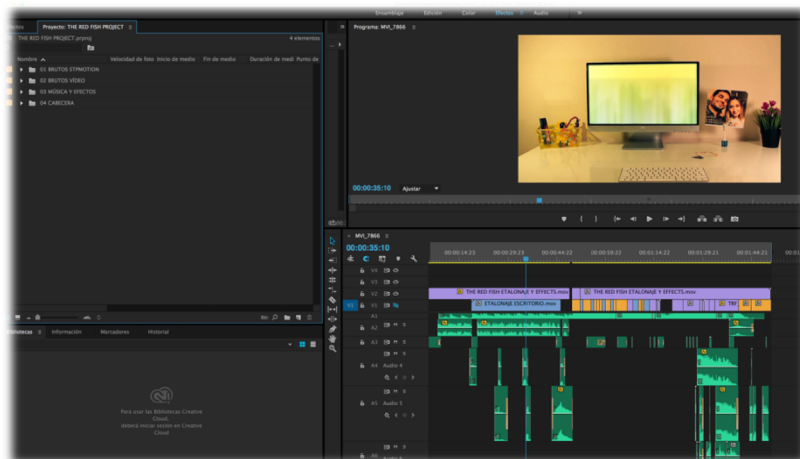 Ensamblaje Edición Color Efectos Audio
Proyecto: THE RED FISH PROJECT
Programa: MVI_7866
THE RED FISH PROJECT.prproj
4 elementos
Nombre Velocidad de foto Inicio de medio Fin de medio Duración de medi Punto de
01 BRUTOS STPMOTION
02 BRUTOS VÍDEO
03 MÚSICA Y EFECTOS
04 CABECERA
00:00:35:10 Ajustar
MVI_7866
00:00:35:10
00:00:14:23 00:00:29:23 00:00:44:22 00:00:59:22 00:01:14:22 00:01:29:21 00:01:44:21
V4
V3
V2 THE RED FISH ETALONAJE Y EFFECTS.mov THE RED FISH ETALONAJE Y EFFECTS.mov
V1 V1 ETALONAJE ESCRITORIO.mov
A1
A2 M S
A3 M S
M S
A4 Audio 4
M S
A5 Audio 5
M S
A6
Bibliotecas Información Marcadores Historial
Para usar las Bibliotecas Creative
Cloud,
deberá iniciar sesión en Creative
Cloud